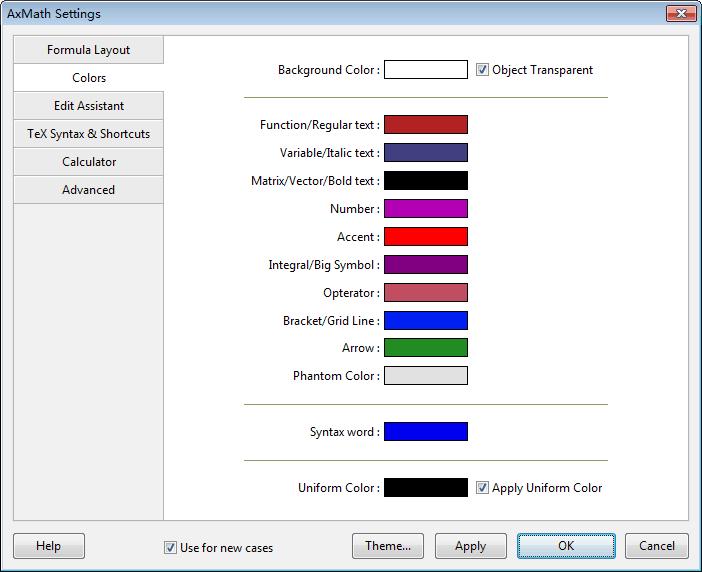 AxMath Settings
Formula Layout
Colors
Edit Assistant
TeX Syntax & Shortcuts
Calculator
Advanced
Background Color :
Object Transparent
Function/Regular text :
Variable/Italic text :
Matrix/Vector/Bold text :
Number :
Accent :
Integral/Big Symbol :
Opterator :
Bracket/Grid Line :
Arrow :
Phantom Color :
Syntax word :
Uniform Color :
Apply Uniform Color
Help
Use for new cases
Theme...
Apply
OK
Cancel